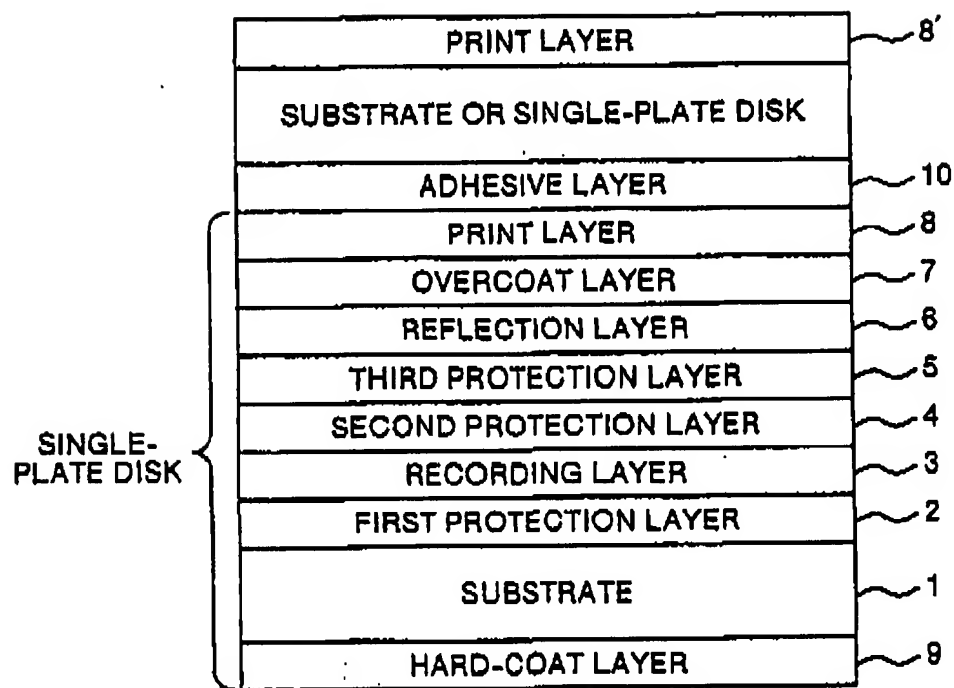 PRINT LAYER 8′
SUBSTRATE OR SINGLE-PLATE DISK
ADHESIVE LAYER 10
PRINT LAYER 8
OVERCOAT LAYER 7
REFLECTION LAYER 6
THIRD PROTECTION LAYER 5
SECOND PROTECTION LAYER 4
SINGLE-
PLATE DISK
RECORDING LAYER 3
FIRST PROTECTION LAYER 2
SUBSTRATE 1
HARD-COAT LAYER 9